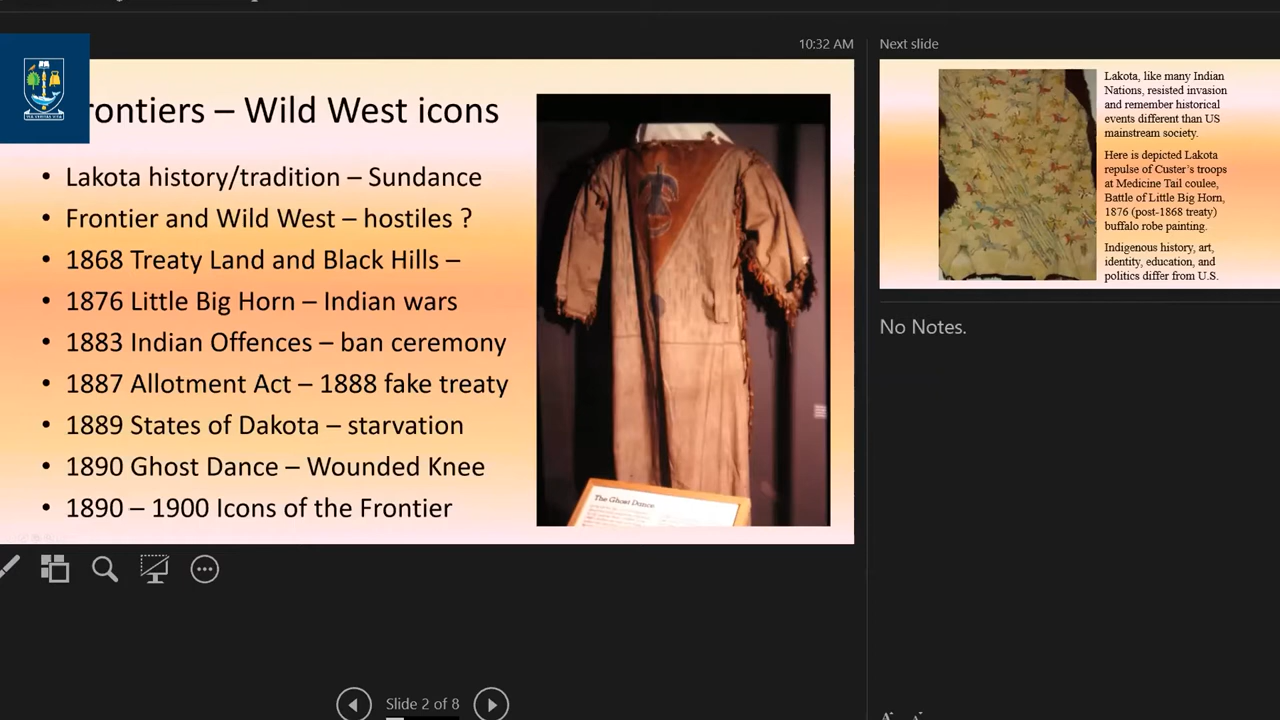 10:32 AM
Next slide
rontiers – Wild West icons
• Lakota history/tradition – Sundance
• Frontier and Wild West – hostiles ?
• 1868 Treaty Land and Black Hills –
• 1876 Little Big Horn – Indian wars
• 1883 Indian Offences – ban ceremony
• 1887 Allotment Act – 1888 fake treaty
• 1889 States of Dakota – starvation
• 1890 Ghost Dance – Wounded Knee
• 1890 – 1900 Icons of the Frontier
The Ghost Dance
Lakota, like many Indian
Nations, resisted invasion
and remember historical
events different than US
mainstream society.
Here is depicted Lakota
repulse of Custer’s troops
at Medicine Tail coulee,
Battle of Little Big Horn,
1876 (post-1868 treaty)
buffalo robe painting.
Indigenous history, art,
identity, education, and
politics differ from U.S.
No Notes.
Slide 2 of 8